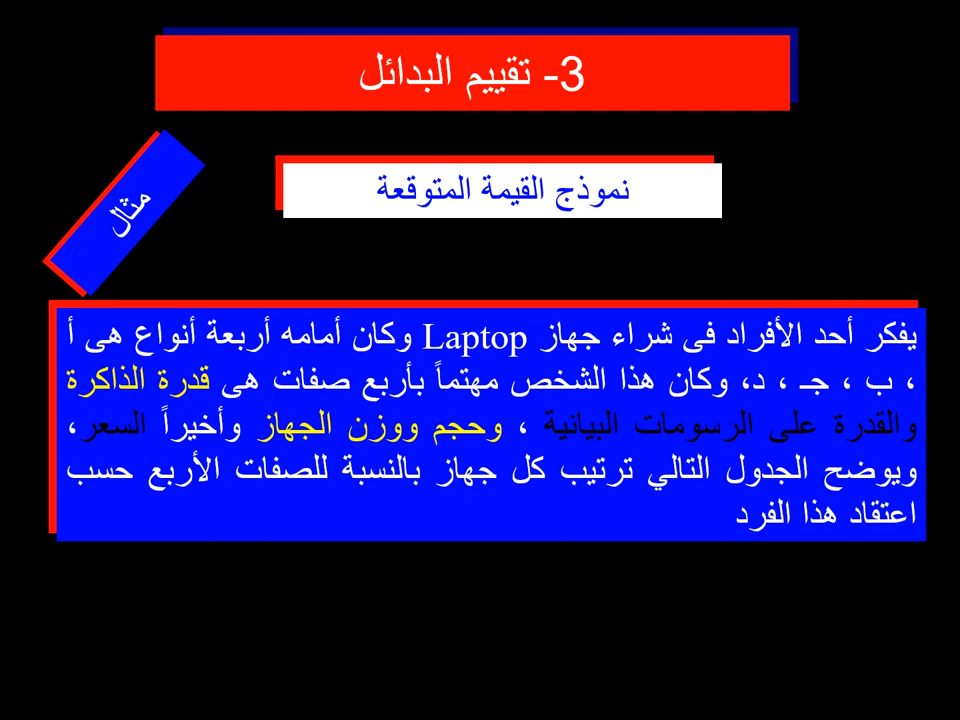 3- تقييم البدائل
مثال
نموذج القيمة المتوقعة
يفكر أحد الأفراد فى شراء جهاز Laptop وكان أمامه أربعة أنواع هى أ
، ب ، جـ ، د، وكان هذا الشخص مهتماً بأربع صفات هى قدرة الذاكرة
والقدرة على الرسومات البيانية ، وحجم ووزن الجهاز وأخيراً السعر،
ويوضح الجدول التالي ترتيب كل جهاز بالنسبة للصفات الأربع حسب
اعتقاد هذا الفرد